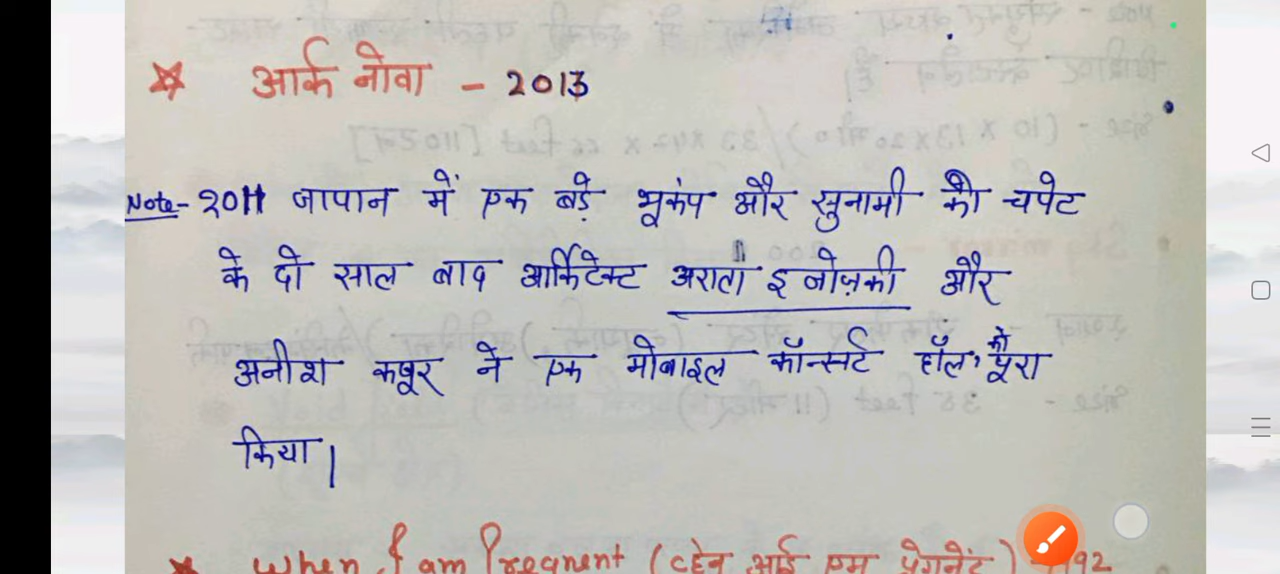 ☆ आर्क नोवा - 2013
Note - 2011 जापान में एक बड़े भूकंप और सुनामी की चपेट
के दो साल बाद आर्किटेक्ट अराता इजोज़की और
अनीश कपूर ने एक मोबाइल कॉन्सर्ट हॉल, को पूरा
किया।
☆ When I am Pregnent (व्हेन आई एम प्रेगनेंट)